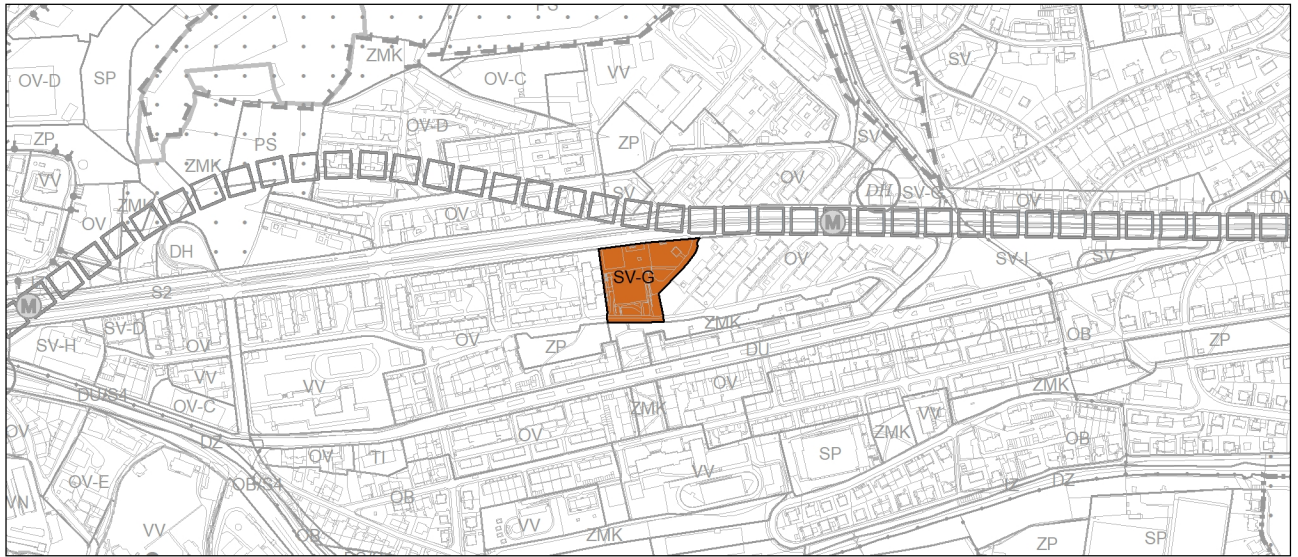 PS
ZMK
SV
OV-D
SP
OV-C
VV
OV-D
ZP
PS
ZP
SV
ZMK
VV
SV
OV
DH
SV-C
ZMK
OV
OV
OV
OV
M
DH
SV-G
OV
SV-I
SV
S2
M
SV-D
ZMK
OV
OV
SV-H
ZP
DU
OB
ZP
VV
VV
OV
ZMK
DU/S4
OV-C
ZMK
VV
OV
DZ
OV
SP
ZMK
OB
OV
TI
OV-E
OB/S4
VV
IZ
DZ
VN
OB
VV
VV
OB
ZMK
ZP
SP